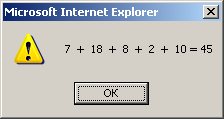 Microsoft Internet Explorer
7 + 18 + 8 + 2 + 10 = 45
OK